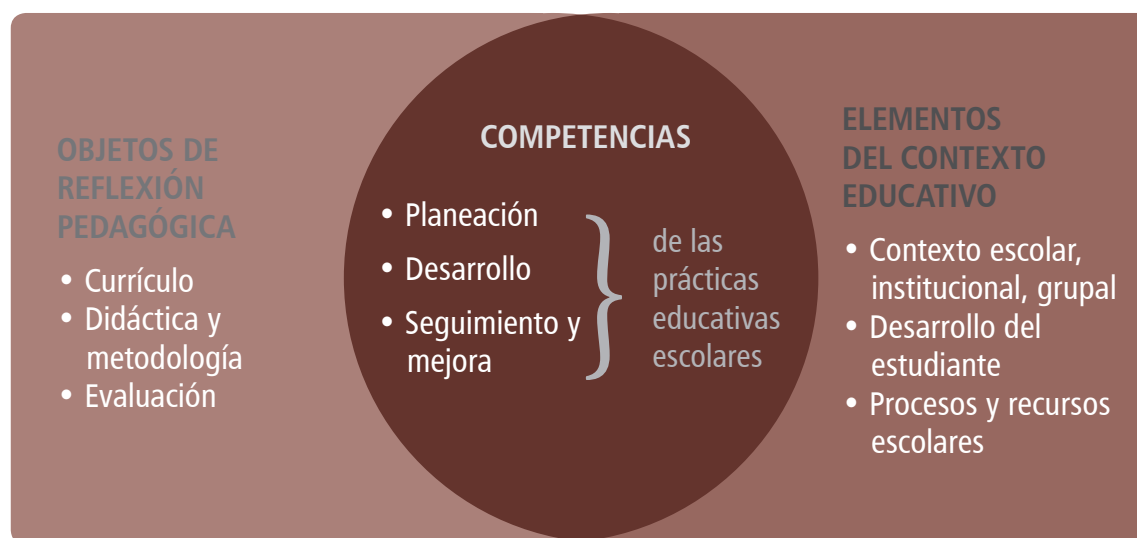 OBJETOS DE
REFLEXIÓN
PEDAGÓGICA
• Currículo
• Didáctica y
metodología
• Evaluación
COMPETENCIAS
• Planeación
• Desarrollo
• Seguimiento y
mejora
}
de las
prácticas
educativas
escolares
ELEMENTOS
DEL CONTEXTO
EDUCATIVO
• Contexto escolar,
institucional, grupal
• Desarrollo del
estudiante
• Procesos y recursos
escolares